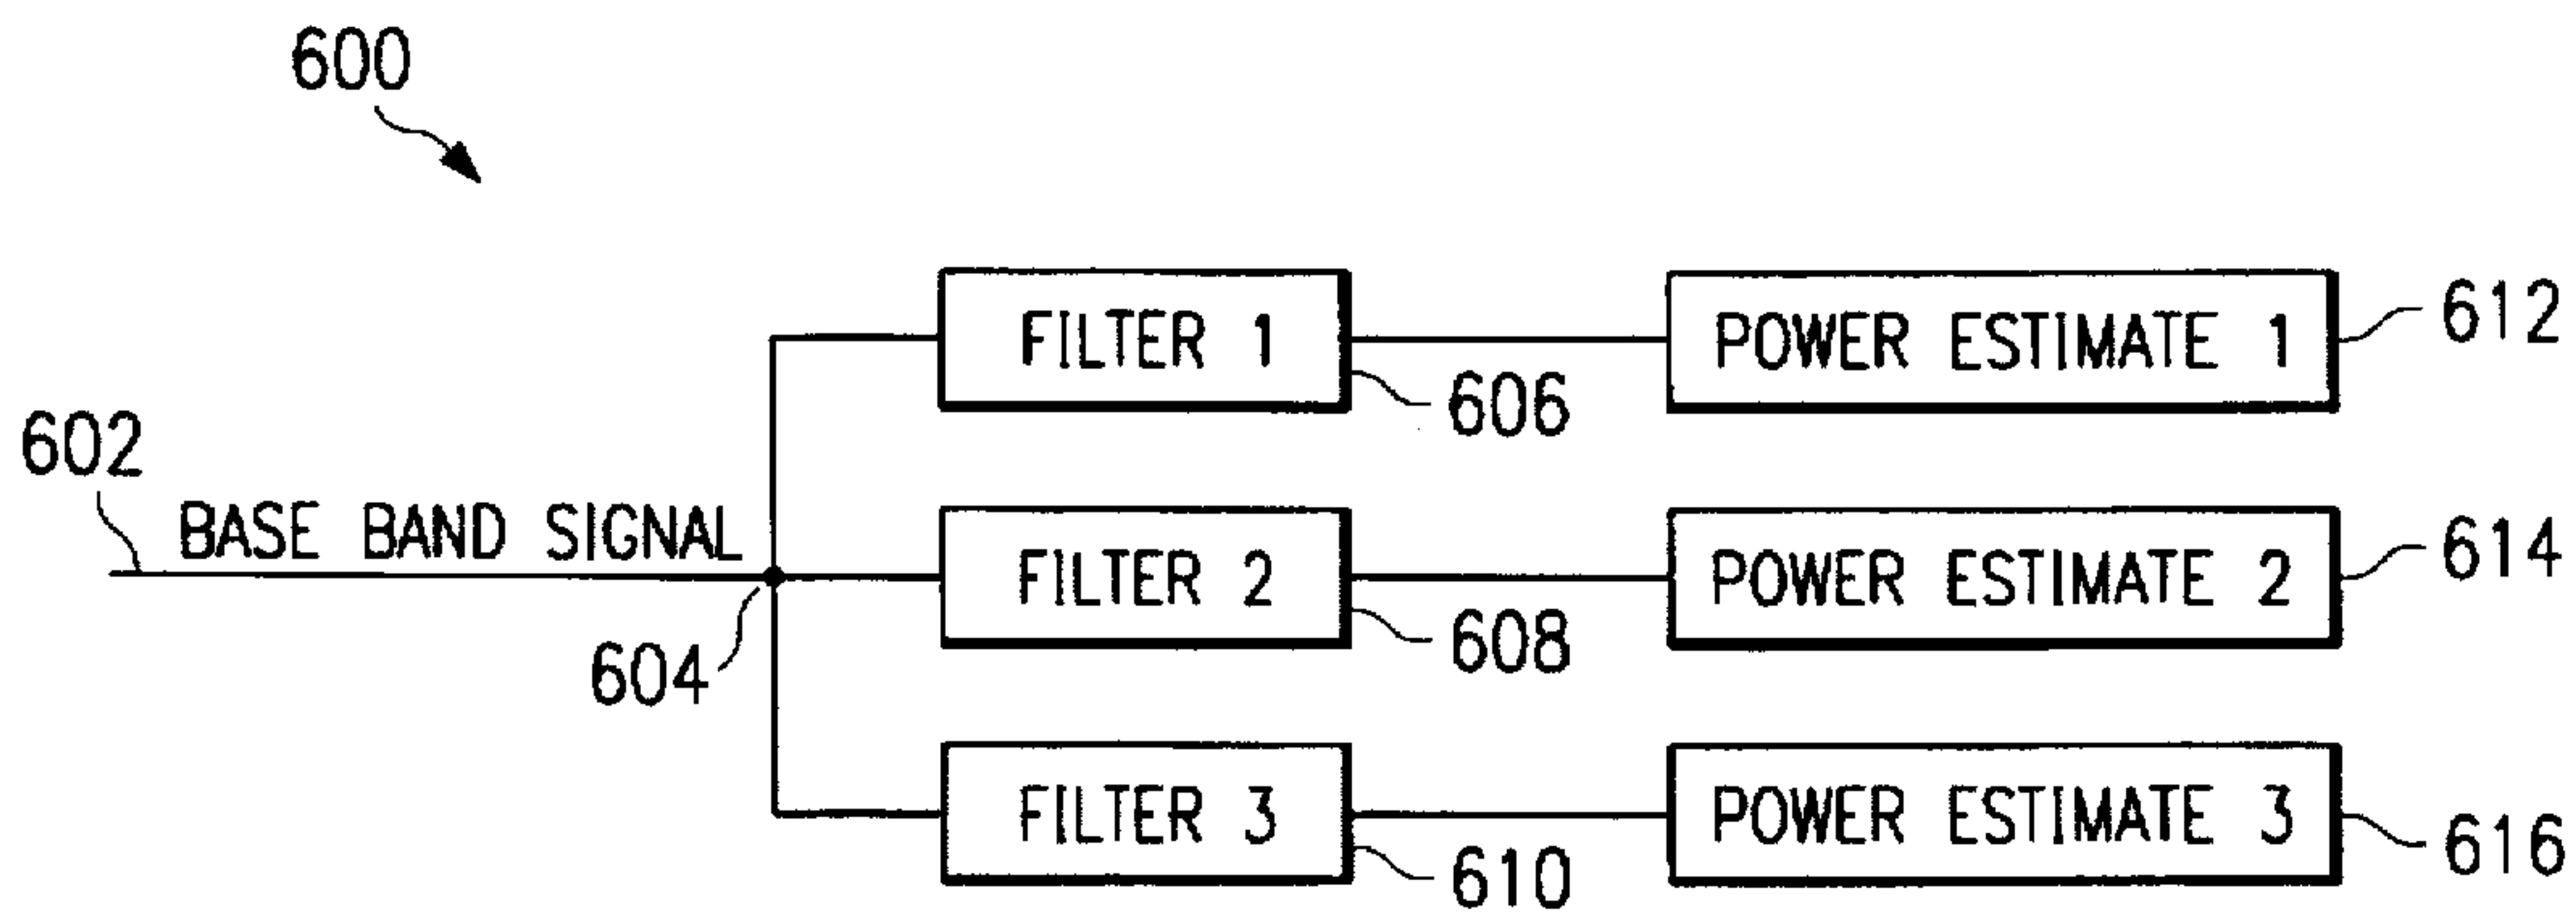 600
FILTER 1
POWER ESTIMATE 1
612
606
602
BASE BAND SIGNAL
604
FILTER 2
POWER ESTIMATE 2
614
608
FILTER 3
POWER ESTIMATE 3
616
610